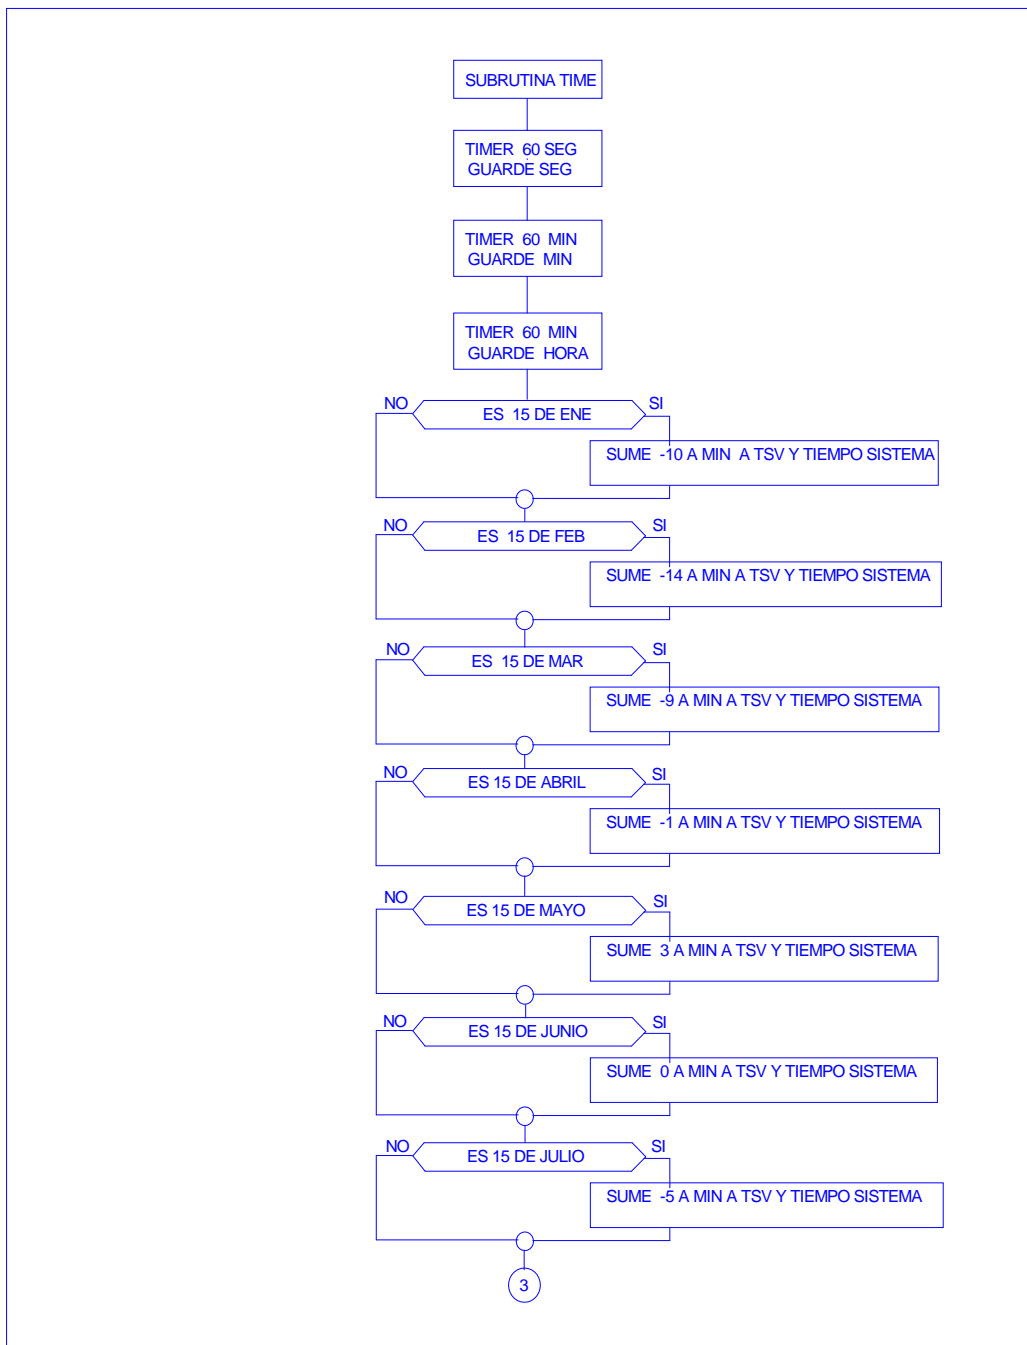 SUBRUTINA TIME
TIMER 60 SEG
GUARDE SEG
TIMER 60 MIN
GUARDE MIN
TIMER 60 MIN
GUARDE HORA
NO ES 15 DE ENE SI
SUME -10 A MIN A TSV Y TIEMPO SISTEMA
NO ES 15 DE FEB SI
SUME -14 A MIN A TSV Y TIEMPO SISTEMA
NO ES 15 DE MAR SI
SUME -9 A MIN A TSV Y TIEMPO SISTEMA
NO ES 15 DE ABRIL SI
SUME -1 A MIN A TSV Y TIEMPO SISTEMA
NO ES 15 DE MAYO SI
SUME 3 A MIN A TSV Y TIEMPO SISTEMA
NO ES 15 DE JUNIO SI
SUME 0 A MIN A TSV Y TIEMPO SISTEMA
NO ES 15 DE JULIO SI
SUME -5 A MIN A TSV Y TIEMPO SISTEMA
3